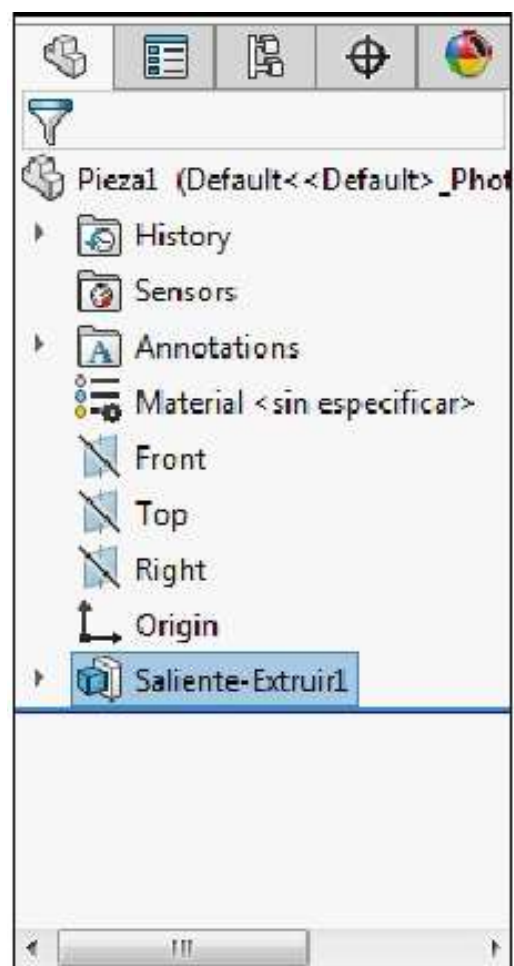 Pieza1 (Default<<Default>_Phot
History
Sensors
Annotations
Material <sin especificar>
Front
Top
Right
Origin
Saliente-Extruir1